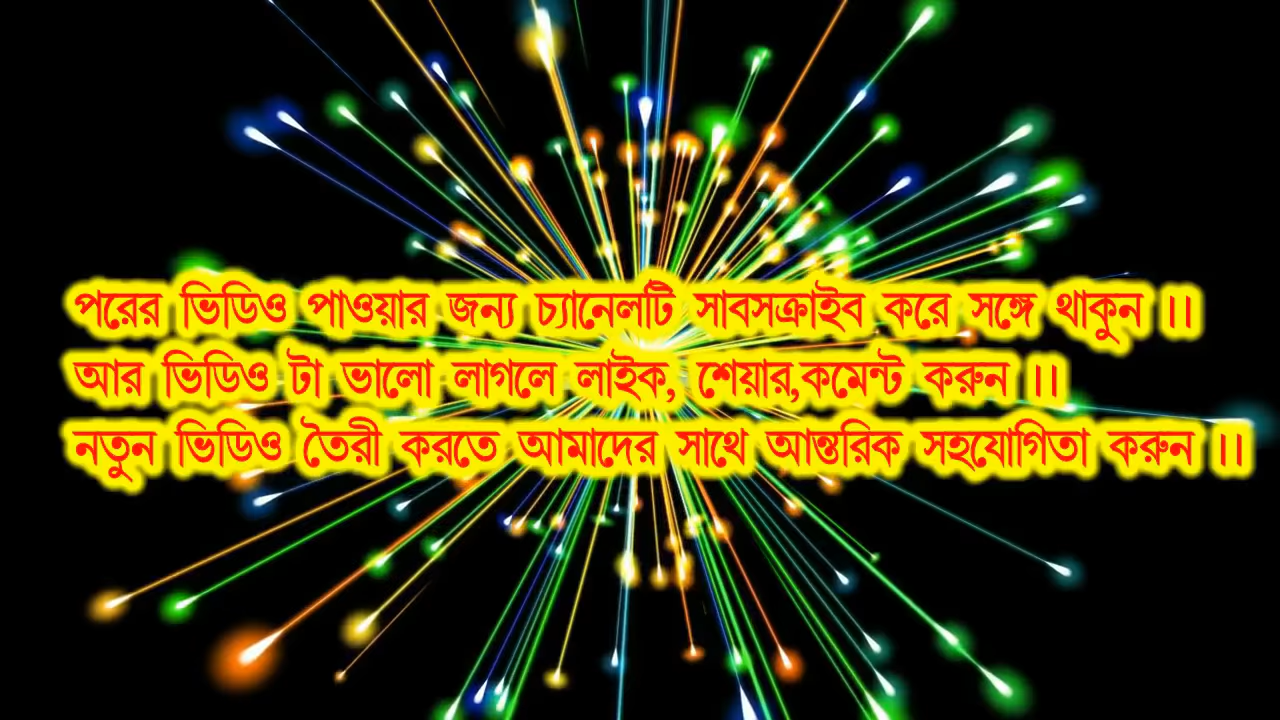 পরের ভিডিও পাওয়ার জন্য চ্যানেলটি সাবসক্রাইব করে সঙ্গে থাকুন ।।
আর ভিডিও টা ভালো লাগলে লাইক, শেয়ার,কমেন্ট করুন ।।
নতুন ভিডিও তৈরী করতে আমাদের সাথে আন্তরিক সহযোগিতা করুন ।।